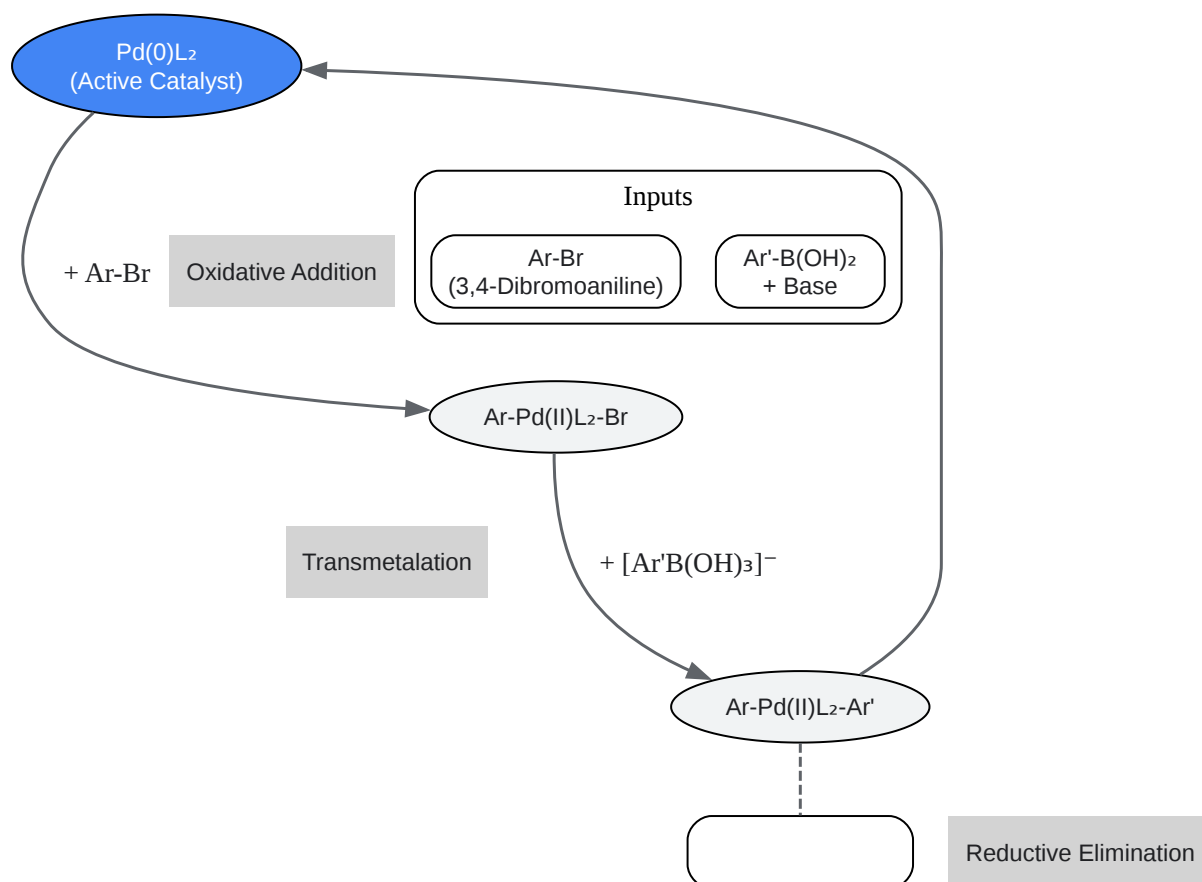 Pd(0)L₂
(Active Catalyst)
Inputs
Ar-Br
(3,4-Dibromoaniline)
Ar'-B(OH)₂
+ Base
+ Ar-Br
Oxidative Addition
Ar-Pd(II)L₂-Br
Transmetalation
+ [Ar'B(OH)₃]⁻
Ar-Pd(II)L₂-Ar'
Reductive Elimination